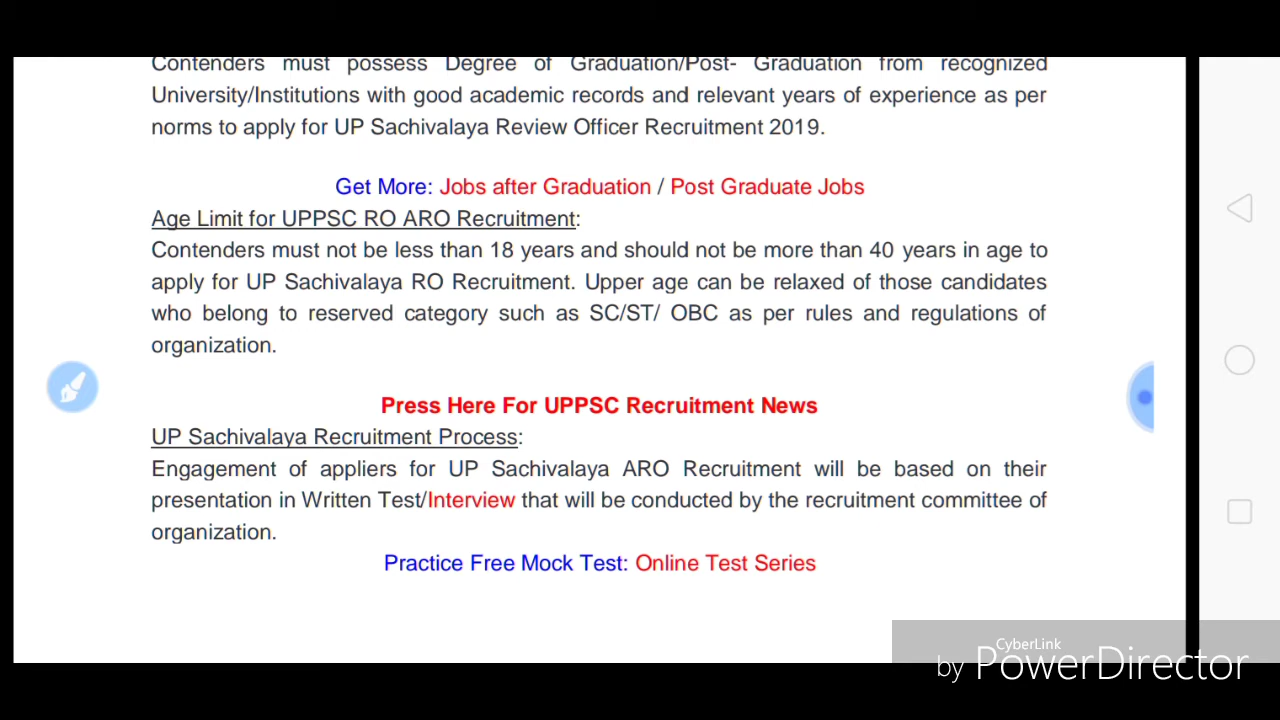 Contenders must possess Degree of Graduation/Post- Graduation from recognized
University/Institutions with good academic records and relevant years of experience as per
norms to apply for UP Sachivalaya Review Officer Recruitment 2019.
Get More: Jobs after Graduation / Post Graduate Jobs
Age Limit for UPPSC RO ARO Recruitment:
Contenders must not be less than 18 years and should not be more than 40 years in age to
apply for UP Sachivalaya RO Recruitment. Upper age can be relaxed of those candidates
who belong to reserved category such as SC/ST/ OBC as per rules and regulations of
organization.
Press Here For UPPSC Recruitment News
UP Sachivalaya Recruitment Process:
Engagement of appliers for UP Sachivalaya ARO Recruitment will be based on their
presentation in Written Test/Interview that will be conducted by the recruitment committee of
organization.
Practice Free Mock Test: Online Test Series
CyberLink
by PowerDirector